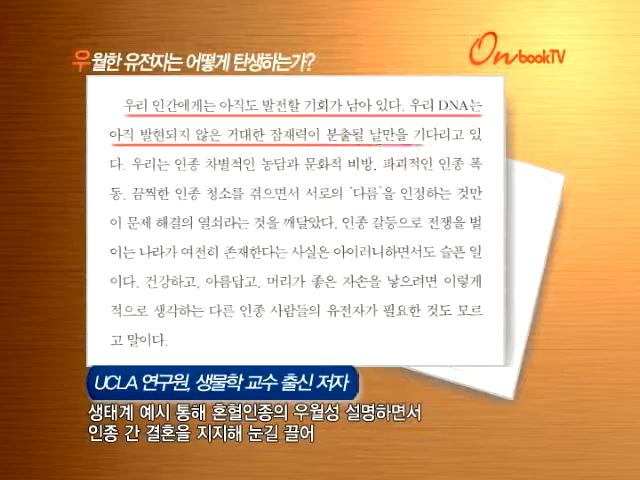 우월한 유전자는 어떻게 탄생하는가?
On bookTV
우리 인간에게는 아직도 발전할 기회가 남아 있다. 우리 DNA는
아직 발현되지 않은 거대한 잠재력이 분출될 날만을 기다리고 있
다. 우리는 인종 차별적인 농담과 문화적 비방, 파괴적인 인종 폭
동, 끔찍한 인종 청소를 겪으면서 서로의 '다름'을 인정하는 것만
이 문제 해결의 열쇠라는 것을 깨달았다. 인종 갈등으로 전쟁을 벌
이는 나라가 여전히 존재한다는 사실은 아이러니하면서도 슬픈 일
이다. 건강하고, 아름답고, 머리가 좋은 자손을 낳으려면 이렇게
적으로 생각하는 다른 인종 사람들의 유전자가 필요한 것도 모르
고 말이다.
UCLA 연구원, 생물학 교수 출신 저자
생태계 예시 통해 혼혈인종의 우월성 설명하면서
인종 간 결혼을 지지해 눈길 끌어